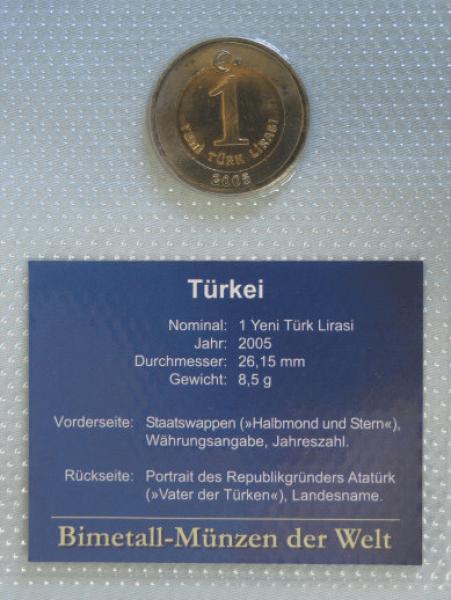 1
YENİ TÜRK LİRASI
2005
Türkei
Nominal: 1 Yeni Türk Lirasi
Jahr: 2005
Durchmesser: 26,15 mm
Gewicht: 8,5 g
Vorderseite: Staatswappen (»Halbmond und Stern«),
Währungsangabe, Jahreszahl.
Rückseite: Portrait des Republikgründers Atatürk
(»Vater der Türken«), Landesname.
Bimetall-Münzen der Welt